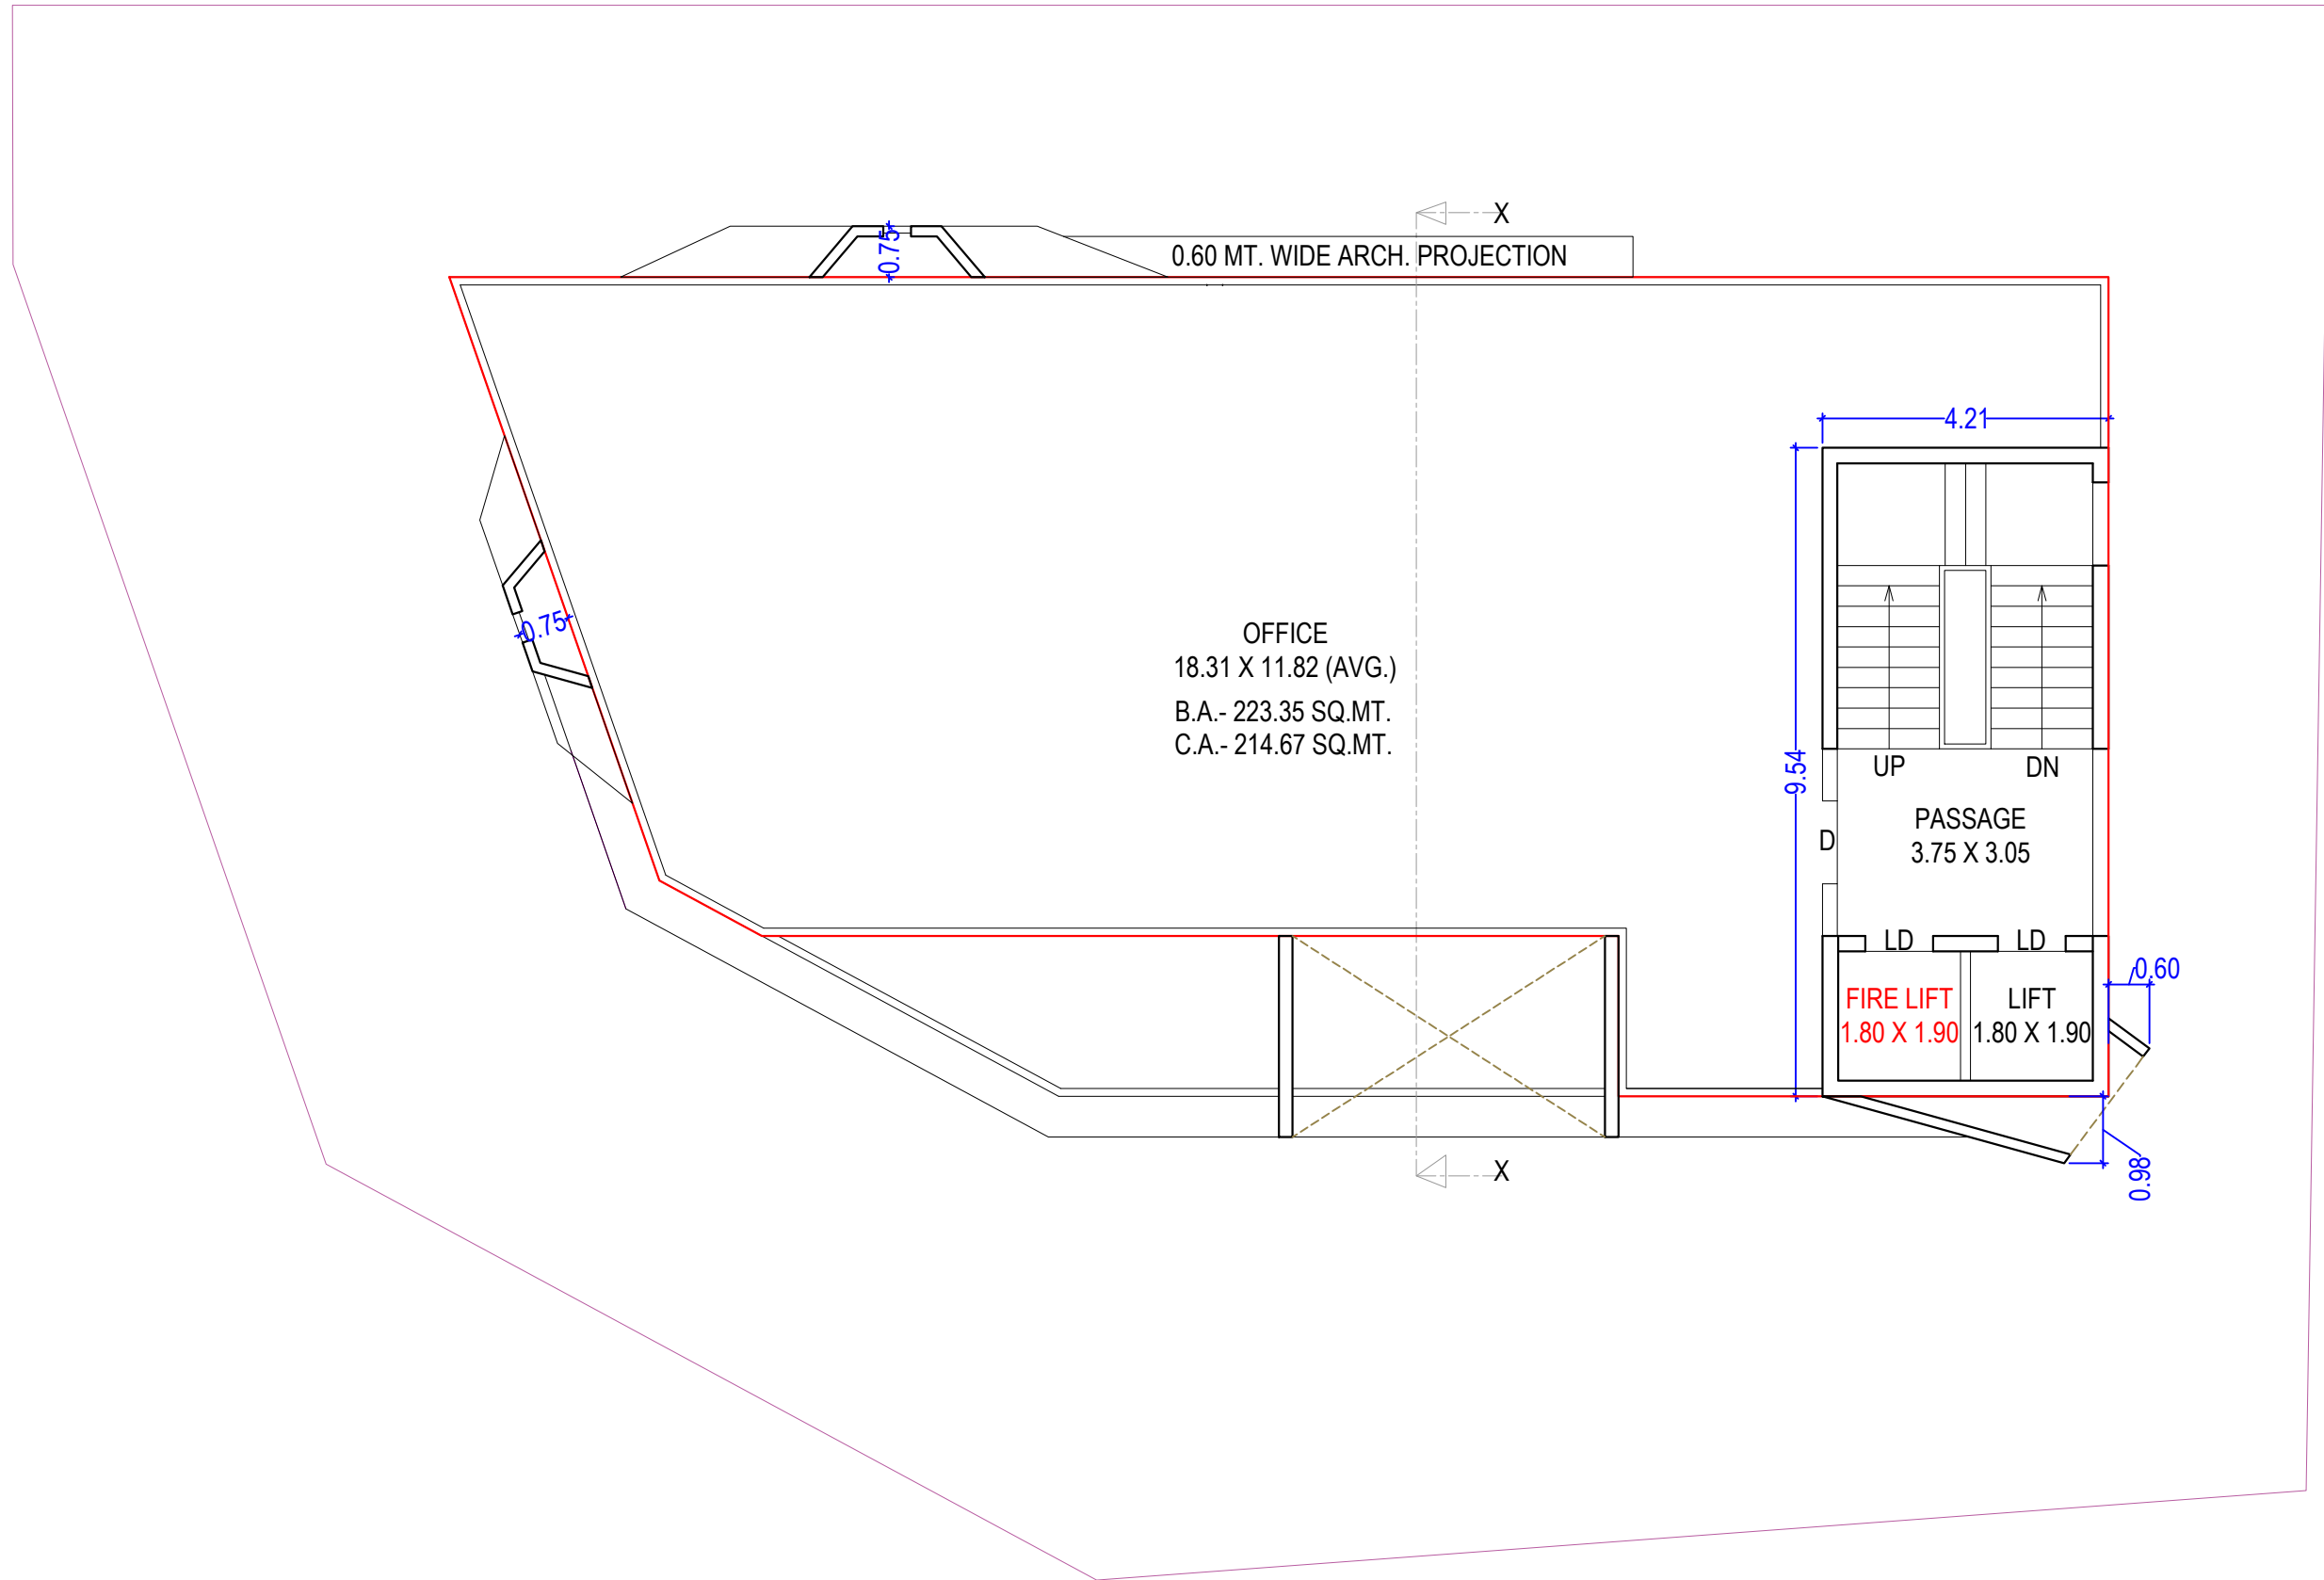 X
0.75
0.60 MT. WIDE ARCH. PROJECTION
4.21
0.75
OFFICE
18.31 X 11.82 (AVG.)
B.A.- 223.35 SQ.MT.
C.A.- 214.67 SQ.MT.
9.54
UP
DN
PASSAGE
3.75 X 3.05
D
LD
LD
0.60
FIRE LIFT
1.80 X 1.90
LIFT
1.80 X 1.90
X
0.98